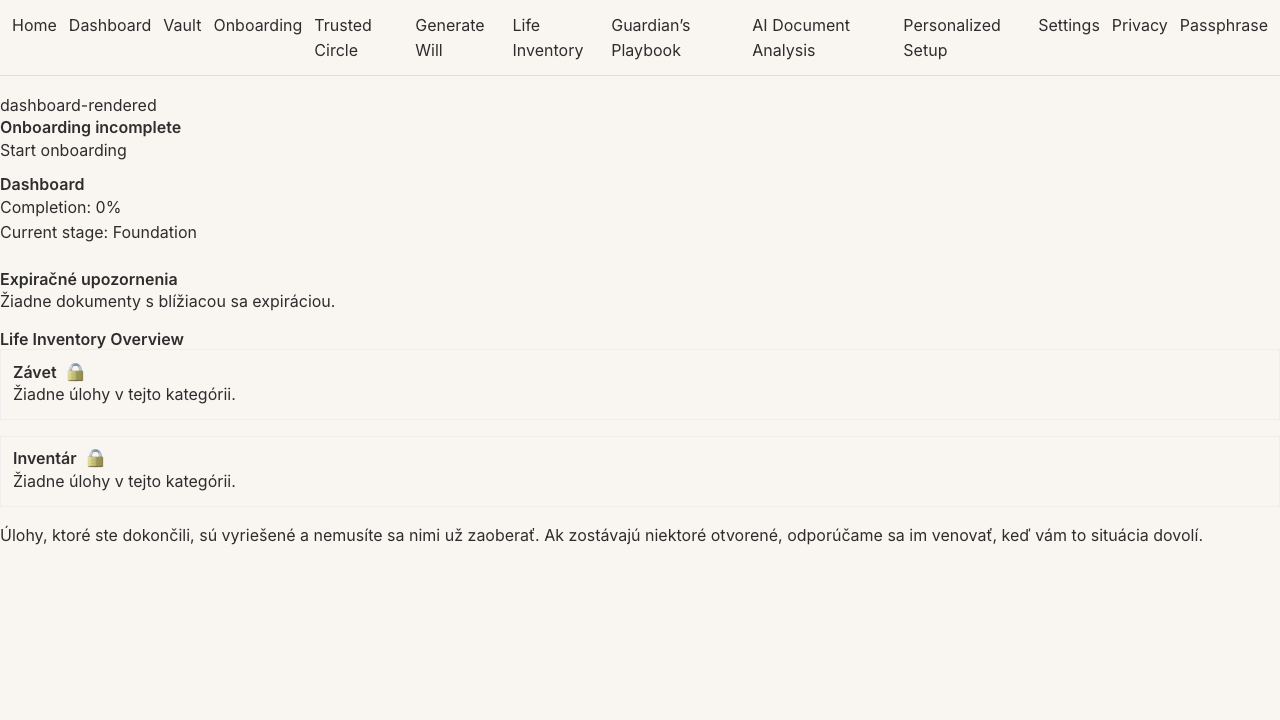 Home Dashboard Vault Onboarding Trusted Circle Generate Will Life Inventory Guardian’s Playbook AI Document Analysis Personalized Setup Settings Privacy Passphrase
dashboard-rendered
Onboarding incomplete
Start onboarding
Dashboard
Completion: 0%
Current stage: Foundation
Expiračné upozornenia
Žiadne dokumenty s blížiacou sa expiráciou.
Life Inventory Overview
Závet 🔒
Žiadne úlohy v tejto kategórii.
Inventár 🔒
Žiadne úlohy v tejto kategórii.
Úlohy, ktoré ste dokončili, sú vyriešené a nemusíte sa nimi už zaoberať. Ak zostávajú niektoré otvorené, odporúčame sa im venovať, keď vám to situácia dovolí.